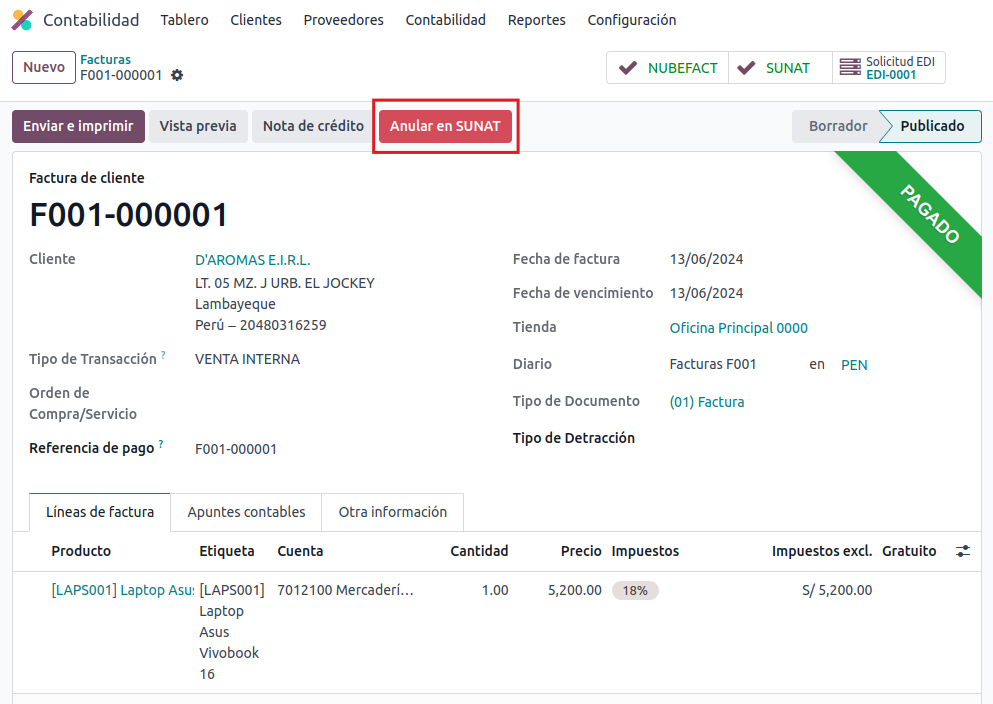 Contabilidad Tablero Clientes Proveedores Contabilidad Reportes Configuración
Nuevo Facturas
F001-000001
NUBEFACT SUNAT Solicitud EDI
EDI-0001
Enviar e imprimir Vista previa Nota de crédito Anular en SUNAT Borrador Publicado
PAGADO
Factura de cliente
F001-000001
Cliente D'AROMAS E.I.R.L.
LT. 05 MZ. J URB. EL JOCKEY
Lambayeque
Perú – 20480316259
Tipo de Transacción ? VENTA INTERNA
Orden de
Compra/Servicio
Referencia de pago ? F001-000001
Fecha de factura 13/06/2024
Fecha de vencimiento 13/06/2024
Tienda Oficina Principal 0000
Diario Facturas F001 en PEN
Tipo de Documento (01) Factura
Tipo de Detracción
Líneas de factura Apuntes contables Otra información
Producto Etiqueta Cuenta Cantidad Precio Impuestos Impuestos excl. Gratuito
[LAPS001] Laptop Asus [LAPS001] 7012100 Mercaderí... 1.00 5,200.00 18% S/ 5,200.00
Laptop
Asus
Vivobook
16